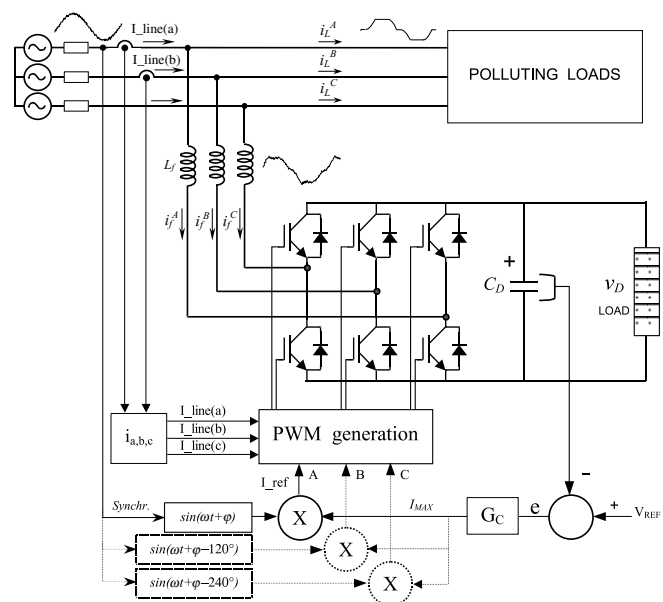 I_line(a)
i_L^A
I_line(b)
i_L^B
i_L^C
POLLUTING LOADS
L_f
i_f^A
i_f^B
i_f^C
+
C_D
v_D
LOAD
i_a,b,c
I_line(a)
I_line(b)
I_line(c)
PWM generation
I_ref
A
B
C
−
Synchr.
sin(ωt+φ)
X
I_MAX
G_C
e
+
V_REF
sin(ωt+φ−120°)
X
sin(ωt+φ−240°)
X